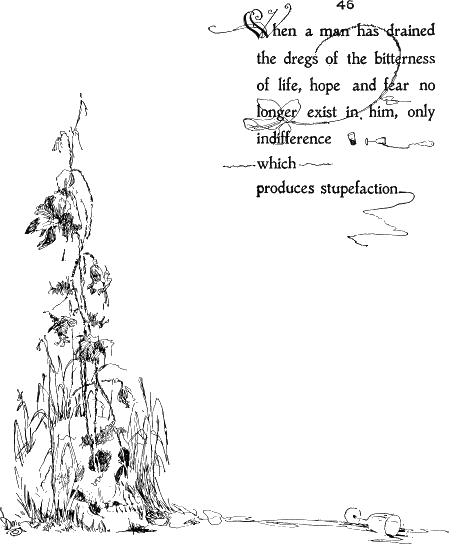 46
When a man has drained
the dregs of the bitterness
of life, hope and fear no
longer exist in him, only
indifference
which
produces stupefaction.